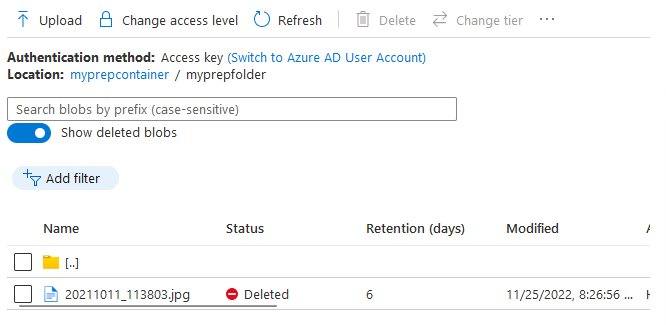 Upload Change access level Refresh Delete Change tier ...
Authentication method: Access key (Switch to Azure AD User Account)
Location: myprepcontainer / myprepfolder
Search blobs by prefix (case-sensitive)
Show deleted blobs
Add filter
Name Status Retention (days) Modified A
[..]
20211011_113803.jpg Deleted 6 11/25/2022, 8:26:56 ... H